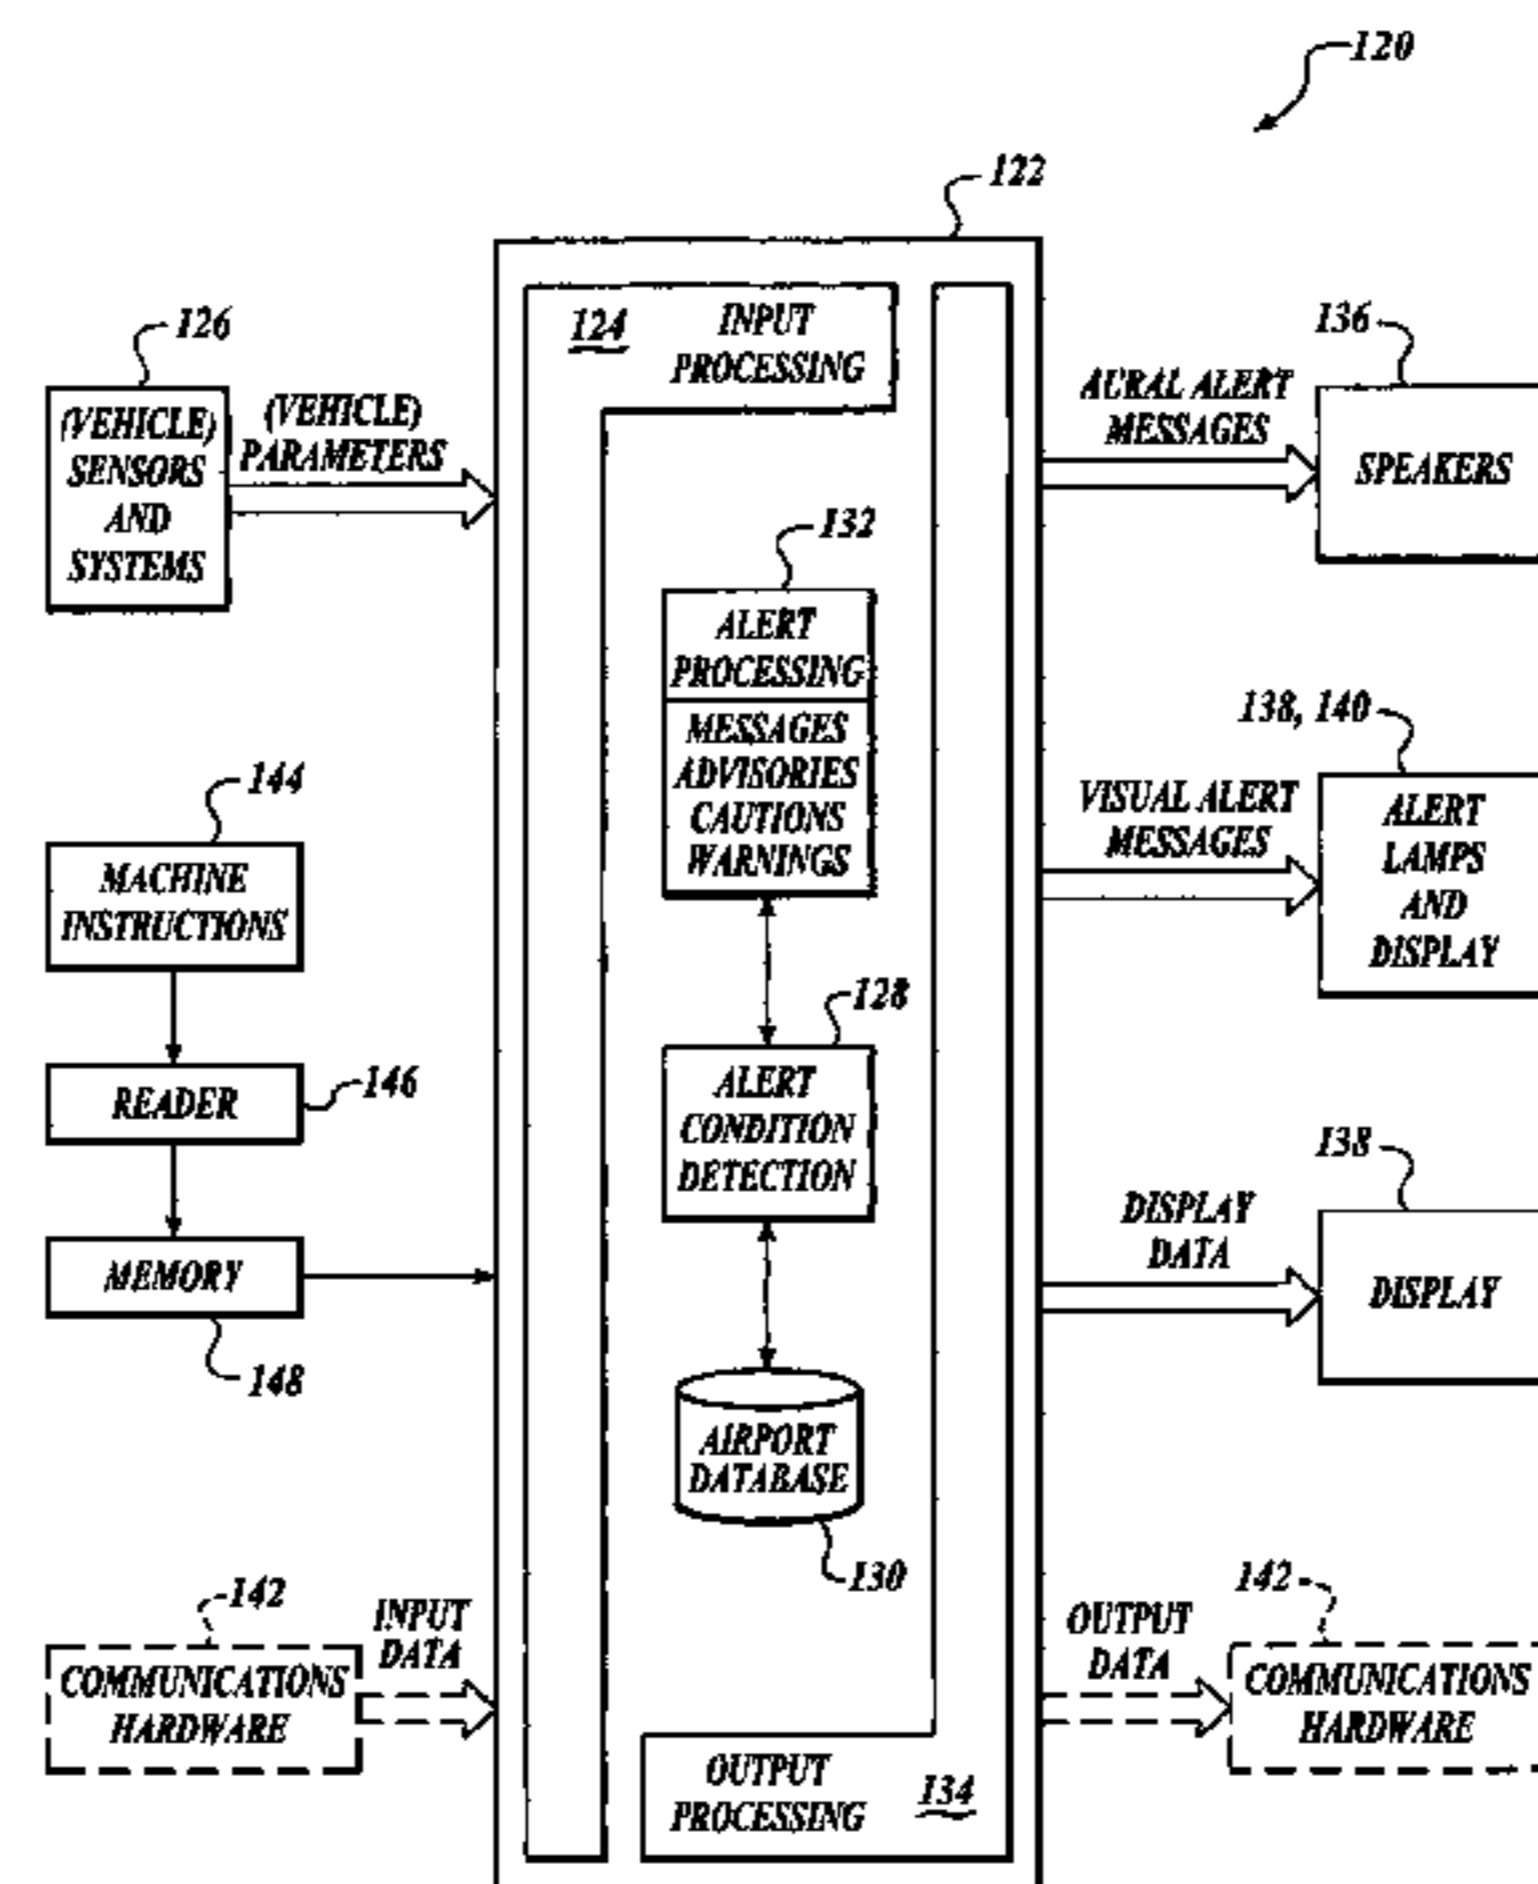 120
122
126
(VEHICLE)
SENSORS
AND
SYSTEMS
(VEHICLE)
PARAMETERS
144
MACHINE
INSTRUCTIONS
READER
146
MEMORY
148
142
COMMUNICATIONS
HARDWARE
INPUT
DATA
124
INPUT
PROCESSING
132
ALERT
PROCESSING
MESSAGES
ADVISORIES
CAUTIONS
WARNINGS
128
ALERT
CONDITION
DETECTION
AIRPORT
DATABASE
130
OUTPUT
PROCESSING
134
AURAL ALERT
MESSAGES
136
SPEAKERS
VISUAL ALERT
MESSAGES
138, 140
ALERT
LAMPS
AND
DISPLAY
DISPLAY
DATA
138
DISPLAY
OUTPUT
DATA
142
COMMUNICATIONS
HARDWARE